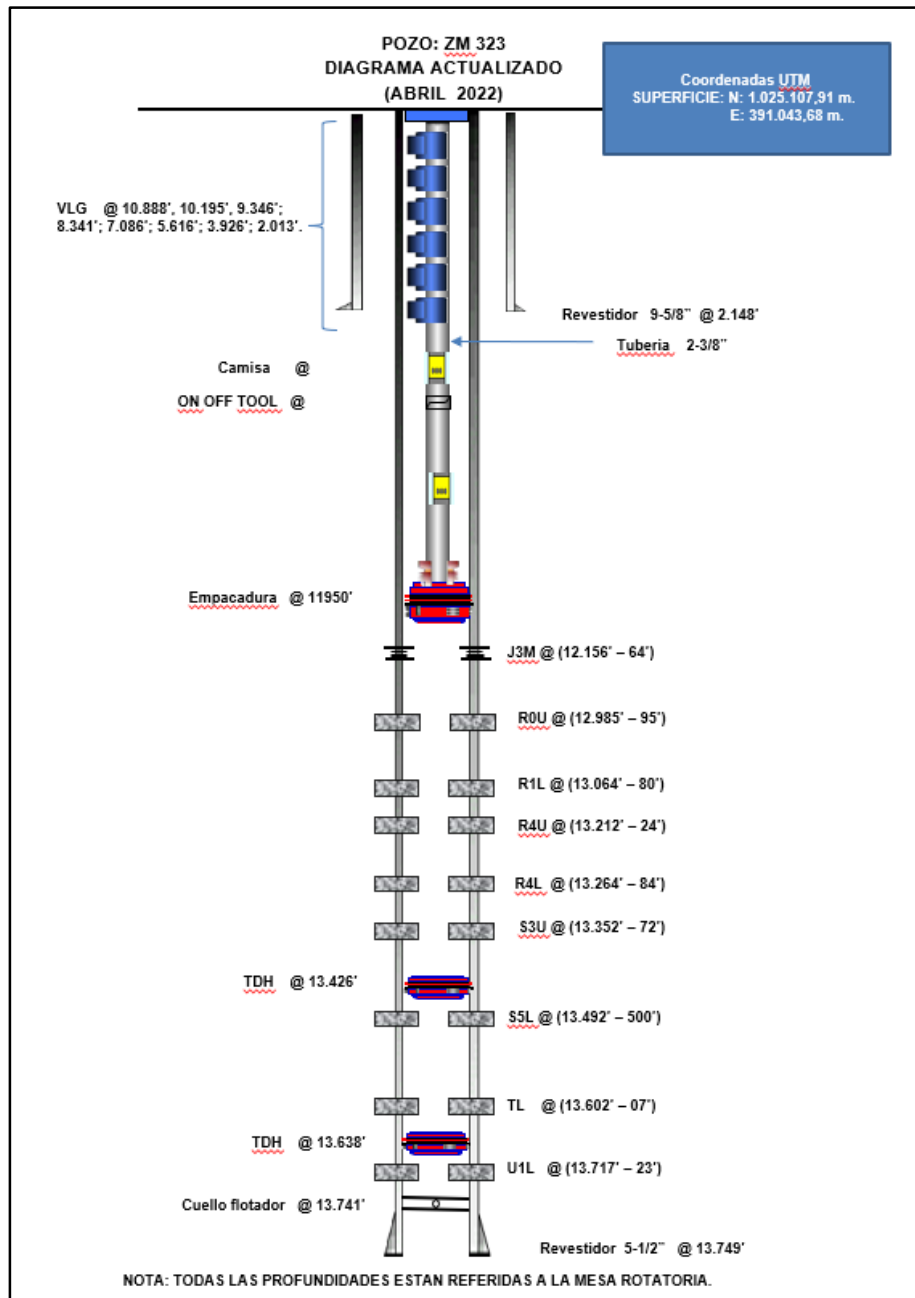 POZO: ZM 323
DIAGRAMA ACTUALIZADO
(ABRIL 2022)
Coordenadas UTM
SUPERFICIE: N: 1.025.107,91 m.
E: 391.043,68 m.
VLG @ 10.888', 10.195', 9.346';
8.341'; 7.086'; 5.616'; 3.926'; 2.013'.
Revestidor 9-5/8" @ 2.148'
Tuberia 2-3/8"
Camisa @
ON OFF TOOL @
Empacadura @ 11950'
J3M @ (12.156' – 64')
R0U @ (12.985' – 95')
R1L @ (13.064' – 80')
R4U @ (13.212' – 24')
R4L @ (13.264' – 84')
S3U @ (13.352' – 72')
TDH @ 13.426'
S5L @ (13.492' – 500')
TL @ (13.602' – 07')
TDH @ 13.638'
U1L @ (13.717' – 23')
Cuello flotador @ 13.741'
Revestidor 5-1/2" @ 13.749'
NOTA: TODAS LAS PROFUNDIDADES ESTAN REFERIDAS A LA MESA ROTATORIA.